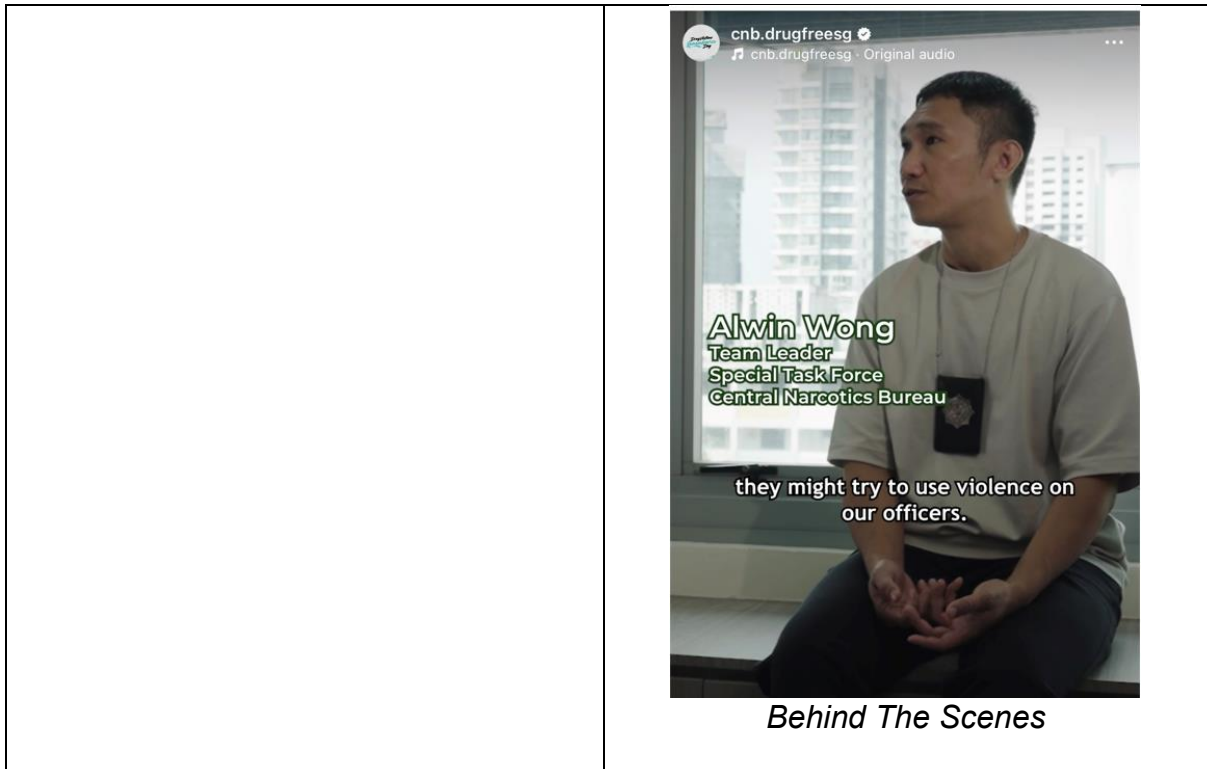 cnb.drugfreesg
cnb.drugfreesg · Original audio
Alwin Wong
Team Leader
Special Task Force
Central Narcotics Bureau
they might try to use violence on
our officers.
Behind The Scenes